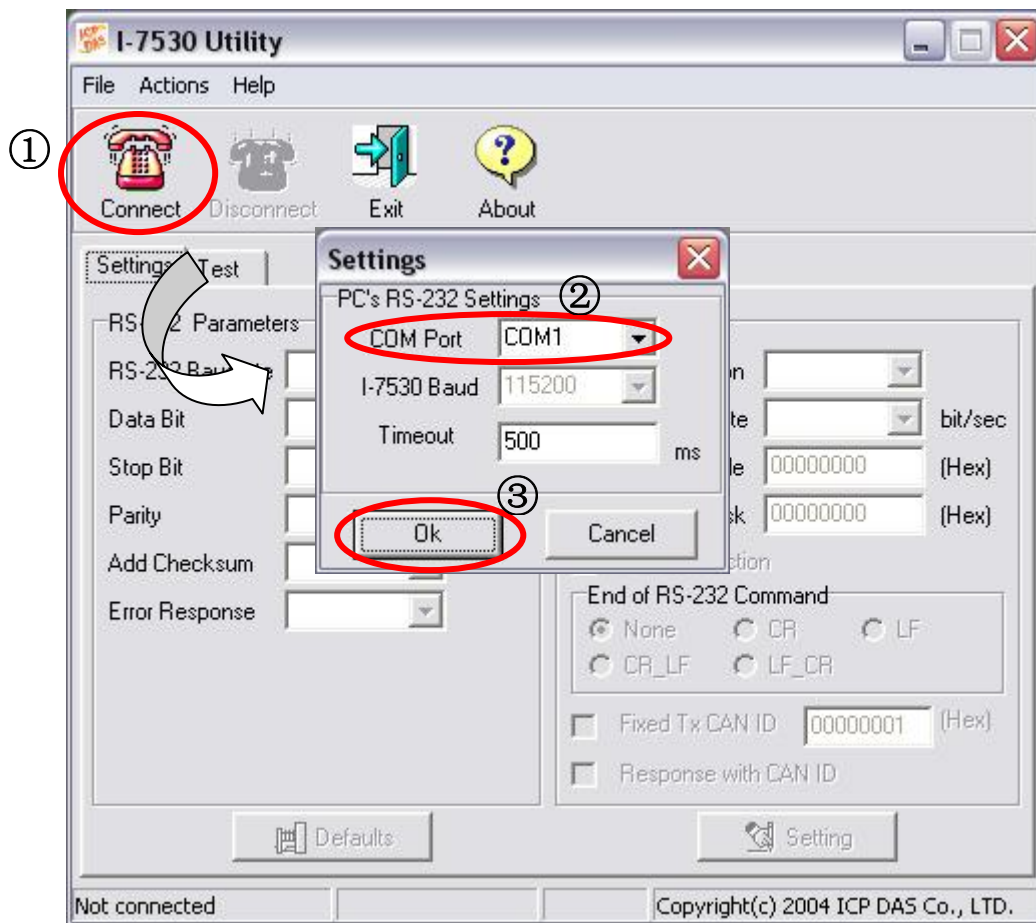 I-7530 Utility
File Actions Help
①
Connect Disconnect Exit About
Settings Test
Settings
PC's RS-232 Settings
②
COM Port COM1
I-7530 Baud 115200
Timeout 500 ms
③
Ok Cancel
Parameters
RS-232
Data Bit
Stop Bit
Parity
Add Checksum
Error Response
bit/sec
00000000 (Hex)
00000000 (Hex)
End of RS-232 Command
None CR LF
CR_LF LF_CR
Fixed Tx CAN ID 00000001 (Hex)
Response with CAN ID
Defaults Setting
Not connected
Copyright(c) 2004 ICP DAS Co., LTD.